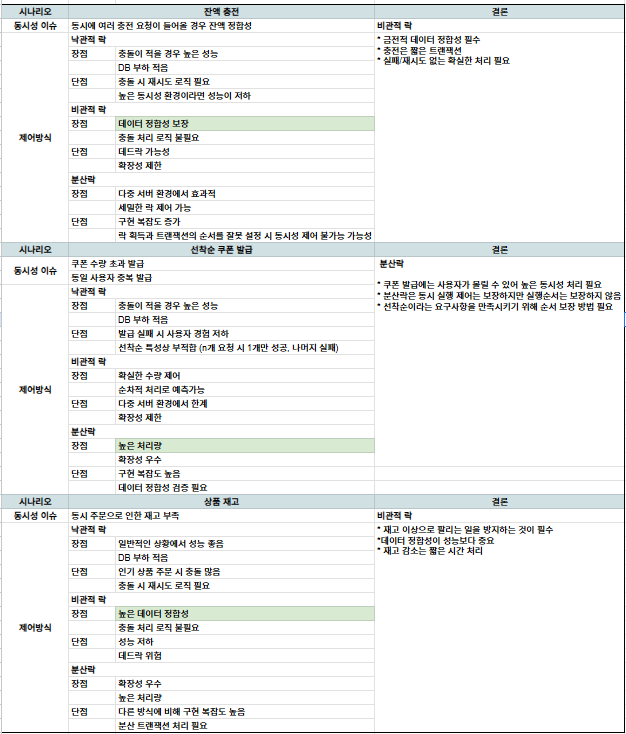 시나리오 잔액 충전 결론
동시성 이슈 동시에 여러 충전 요청이 들어올 경우 잔액 정합성 비관적 락
낙관적 락 * 금전적 데이터 정합성 필수
장점 충돌이 적을 경우 높은 성능 * 충전은 짧은 트랜잭션
DB 부하 적음 * 실패/재시도 없는 확실한 처리 필요
단점 충돌 시 재시도 로직 필요
높은 동시성 환경이라면 성능이 저하
비관적 락
장점 데이터 정합성 보장
제어방식 충돌 처리 로직 불필요
단점 데드락 가능성
확장성 제한
분산락
장점 다중 서버 환경에서 효과적
세밀한 락 제어 가능
단점 구현 복잡도 증가
락 획득과 트랜잭션의 순서를 잘못 설정 시 동시성 제어 불가능 가능성
시나리오 선착순 쿠폰 발급 결론
동시성 이슈 쿠폰 수량 초과 발급 분산락
동일 사용자 중복 발급
낙관적 락 * 쿠폰 발급에는 사용자가 몰릴 수 있어 높은 동시성 처리 필요
장점 충돌이 적을 경우 높은 성능 * 분산락은 동시 실행 제어는 보장하지만 실행순서는 보장하지 않음
DB 부하 적음 * 선착순이라는 요구사항을 만족시키기 위해 순서 보장 방법 필요
단점 발급 실패 시 사용자 경험 저하
선착순 특성상 부적합 (n개 요청 시 1개만 성공, 나머지 실패)
비관적 락
장점 확실한 수량 제어
제어방식 순차적 처리로 예측가능
단점 다중 서버 환경에서 한계
확장성 제한
분산락
장점 높은 처리량
확장성 우수
단점 구현 복잡도 높음
데이터 정합성 검증 필요
시나리오 상품 재고 결론
동시성 이슈 동시 주문으로 인한 재고 부족 비관적 락
낙관적 락 * 재고 이상으로 팔리는 일을 방지하는 것이 필수
장점 일반적인 상황에서 성능 좋음 *데이터 정합성이 성능보다 중요
DB 부하 적음 * 재고 감소는 짧은 시간 처리
단점 인기 상품 주문 시 충돌 많음
충돌 시 재시도 로직 필요
비관적 락
장점 높은 데이터 정합성
제어방식 충돌 처리 로직 불필요
단점 성능 저하
데드락 위험
분산락
장점 확장성 우수
높은 처리량
단점 다른 방식에 비해 구현 복잡도 높음
분산 트랜잭션 처리 필요